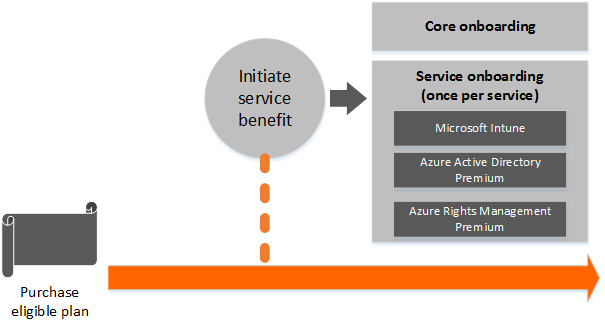 Core onboarding
Initiate
service
benefit
Service onboarding
(once per service)
Microsoft Intune
Azure Active Directory
Premium
Azure Rights Management
Premium
Purchase
eligible plan